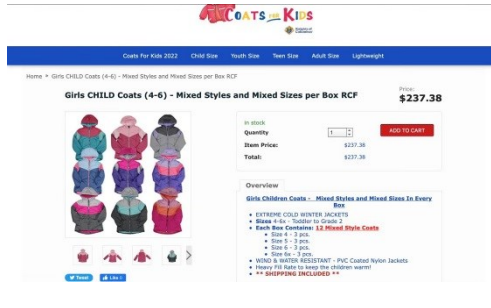 COATS FOR KIDS
Coats For Kids 2022 Child Size Youth Size Teen Size Adult Size Lightweight
Home Girls CHILD Coats (4-6) - Mixed Styles and Mixed Sizes per Box RCF
Girls CHILD Coats (4-6) - Mixed Styles and Mixed Sizes per Box RCF
Price:
$237.38
In stock
Quantity 1
ADD TO CART
Item Price: $237.38
Total: $237.38
Overview
Girls Children Coats - Mixed Styles and Mixed Sizes In Every
Box
EXTREME COLD WINTER JACKETS
Sizes 4-6x - Toddler to Grade 2
Each Box Contains: 12 Mixed Style Coats
Size 4 - 3 pcs.
Size 5 - 3 pcs.
Size 6 - 3 pcs.
Size 6x - 3 pcs.
WIND & WATER RESISTANT - PVC Coated Nylon Jackets
Heavy Fill Rate to keep the children warm!
** SHIPPING INCLUDED **
Tweet Like